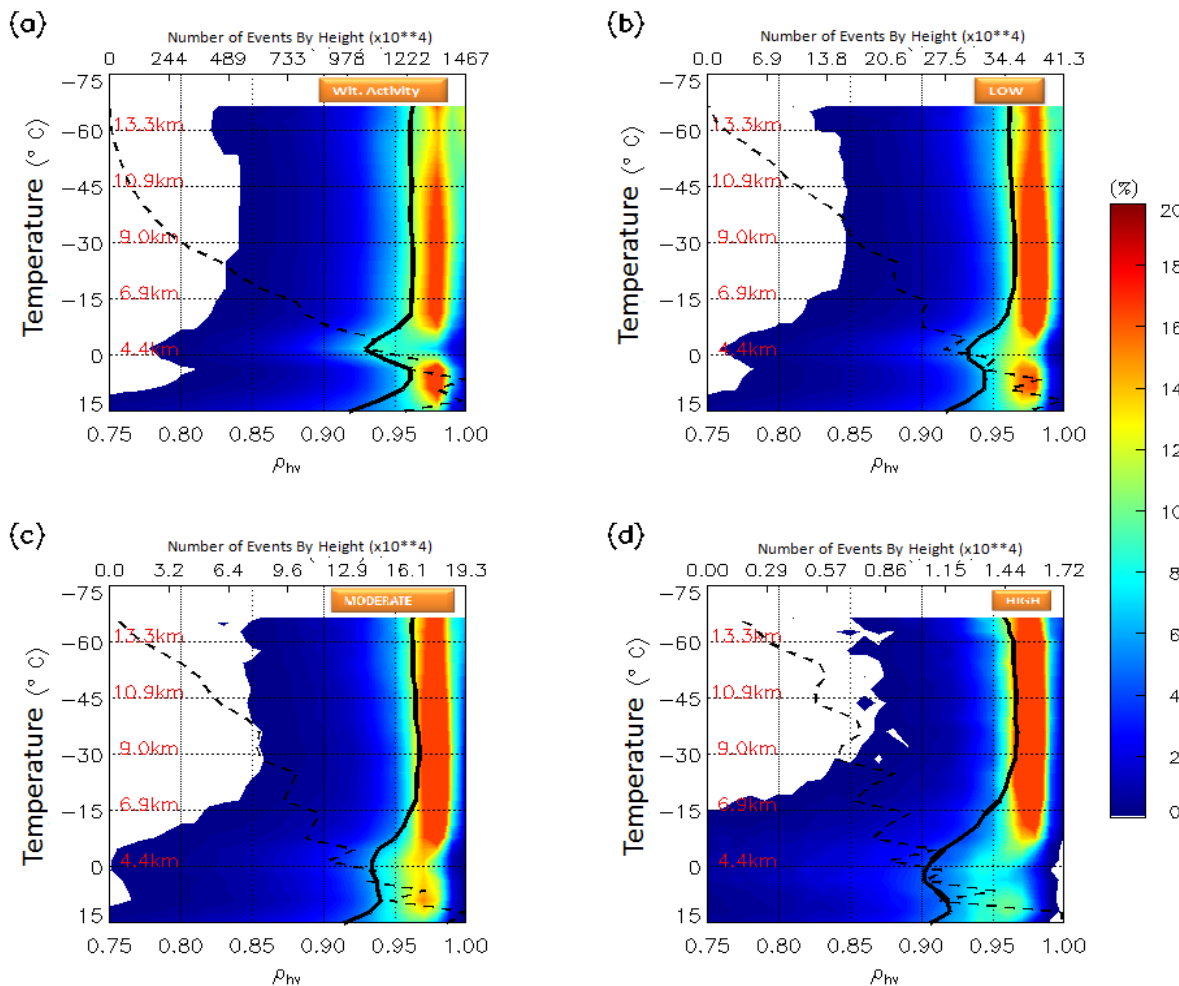 (a)
Number of Events By Height (x10**4)
0 244 489 733 978 1222 1467
Wlt. Activity
Temperature (° C)
−75
−60
−45
−30
−15
0
15
13.3km
10.9km
9.0km
6.9km
4.4km
0.75 0.80 0.85 0.90 0.95 1.00
ρhv
(b)
Number of Events By Height (x10**4)
0.0 6.9 13.8 20.6 27.5 34.4 41.3
LOW
Temperature (° C)
−75
−60
−45
−30
−15
0
15
13.3km
10.9km
9.0km
6.9km
4.4km
0.75 0.80 0.85 0.90 0.95 1.00
ρhv
(%)
20
18
16
14
12
10
8
6
4
2
0
(c)
Number of Events By Height (x10**4)
0.0 3.2 6.4 9.6 12.9 16.1 19.3
MODERATE
Temperature (° C)
−75
−60
−45
−30
−15
0
15
13.3km
10.9km
9.0km
6.9km
4.4km
0.75 0.80 0.85 0.90 0.95 1.00
ρhv
(d)
Number of Events By Height (x10**4)
0.00 0.29 0.57 0.86 1.15 1.44 1.72
HIGH
Temperature (° C)
−75
−60
−45
−30
−15
0
15
13.3km
10.9km
9.0km
6.9km
4.4km
0.75 0.80 0.85 0.90 0.95 1.00
ρhv